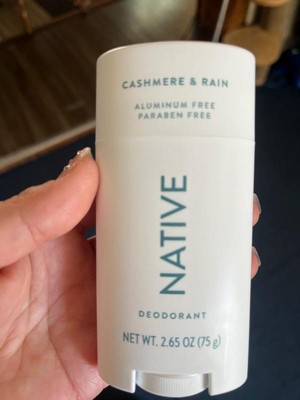 CASHMERE & RAIN
ALUMINUM FREE
PARABEN FREE
NATIVE
DEODORANT
NET WT. 2.65 OZ (75 g)